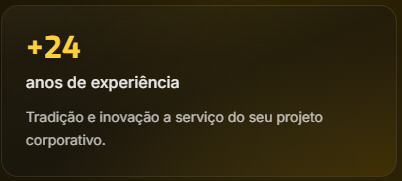 +24
anos de experiência
Tradição e inovação a serviço do seu projeto
corporativo.